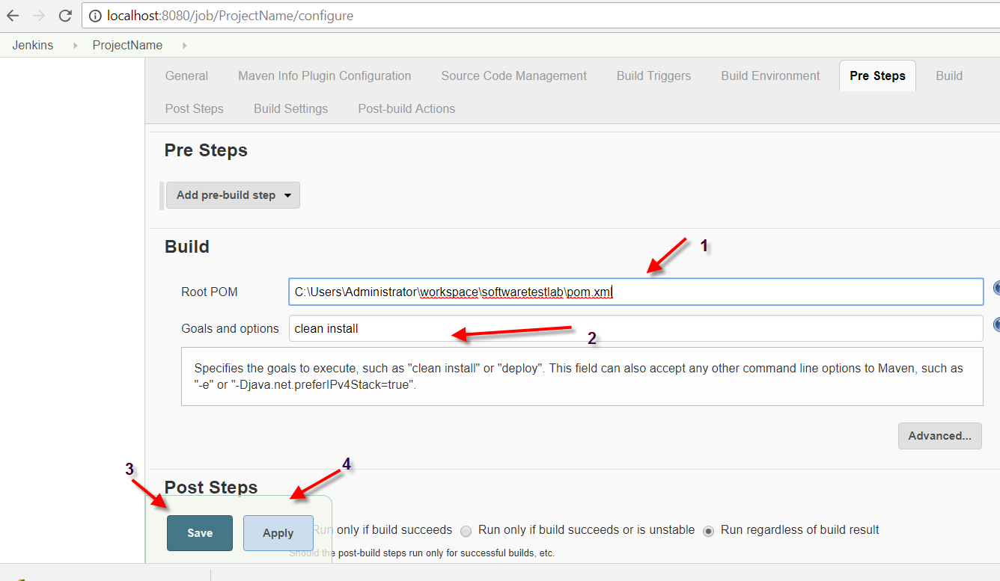 localhost:8080/job/ProjectName/configure
Jenkins ProjectName
General Maven Info Plugin Configuration Source Code Management Build Triggers Build Environment Pre Steps Build
Post Steps Build Settings Post-build Actions
Pre Steps
Add pre-build step
Build
1
Root POM C:\Users\Administrator\workspace\softwaretestlab\pom.xml
Goals and options clean install
2
Specifies the goals to execute, such as "clean install" or "deploy". This field can also accept any other command line options to Maven, such as
"-e" or "-Djava.net.preferIPv4Stack=true".
Advanced...
3
4
Post Steps
Save Apply Run only if build succeeds Run only if build succeeds or is unstable Run regardless of build result
Should the post-build steps run only for successful builds, etc.